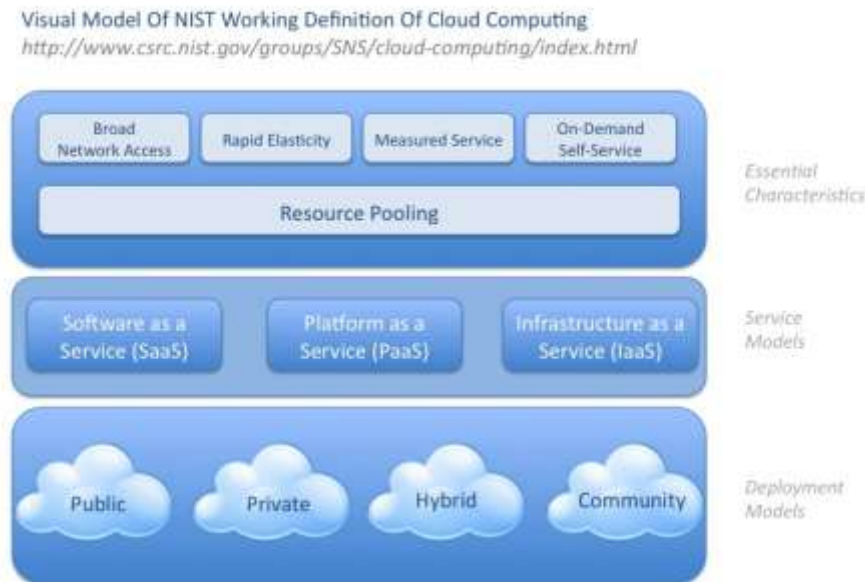 Visual Model Of NIST Working Definition Of Cloud Computing
http://www.csrc.nist.gov/groups/SNS/cloud-computing/index.html
Broad
Network Access
Rapid Elasticity
Measured Service
On-Demand
Self-Service
Resource Pooling
Essential
Characteristics
Software as a
Service (SaaS)
Platform as a
Service (PaaS)
Infrastructure as a
Service (IaaS)
Service
Models
Public
Private
Hybrid
Community
Deployment
Models